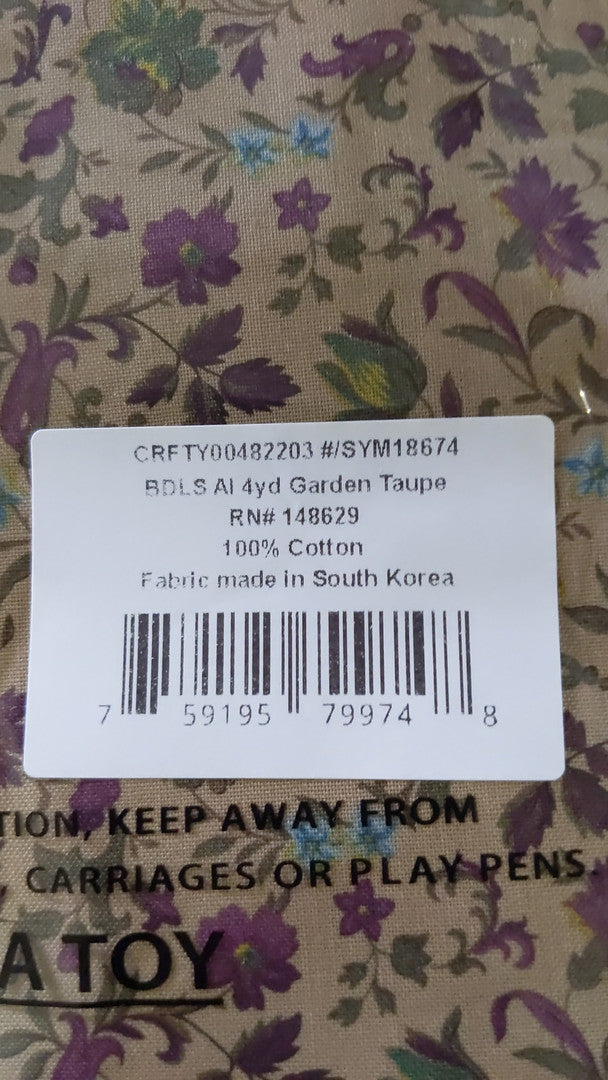 CRFTY00482203 #/SYM18674
BDLS AI 4yd Garden Taupe
RN# 148629
100% Cotton
Fabric made in South Korea
7 59195 79974 8
TION, KEEP AWAY FROM
, CARRIAGES OR PLAY PENS.
A TOY